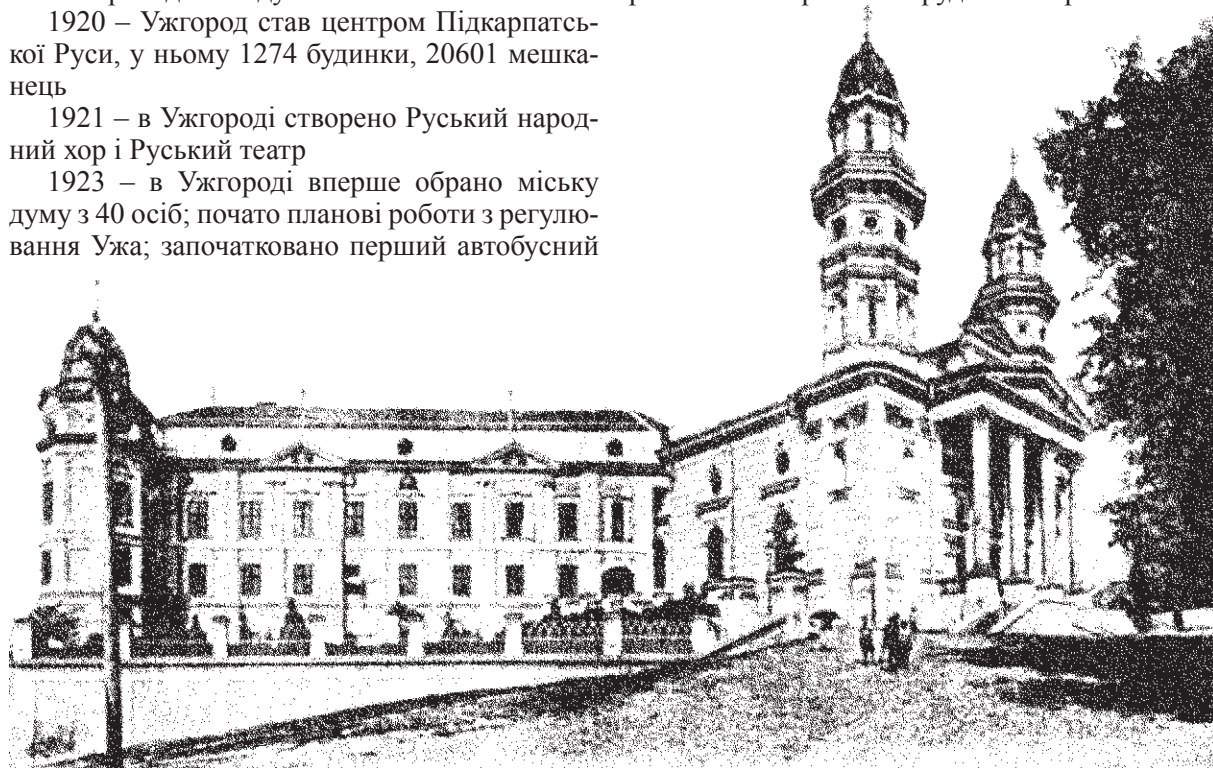 1920 – Ужгород став центром Підкарпатсь-
кої Руси, у ньому 1274 будинки, 20601 мешка-
нець
1921 – в Ужгороді створено Руський народ-
ний хор і Руський театр
1923 – в Ужгороді вперше обрано міську
думу з 40 осіб; почато планові роботи з регулю-
вання Ужа; започатковано перший автобусний